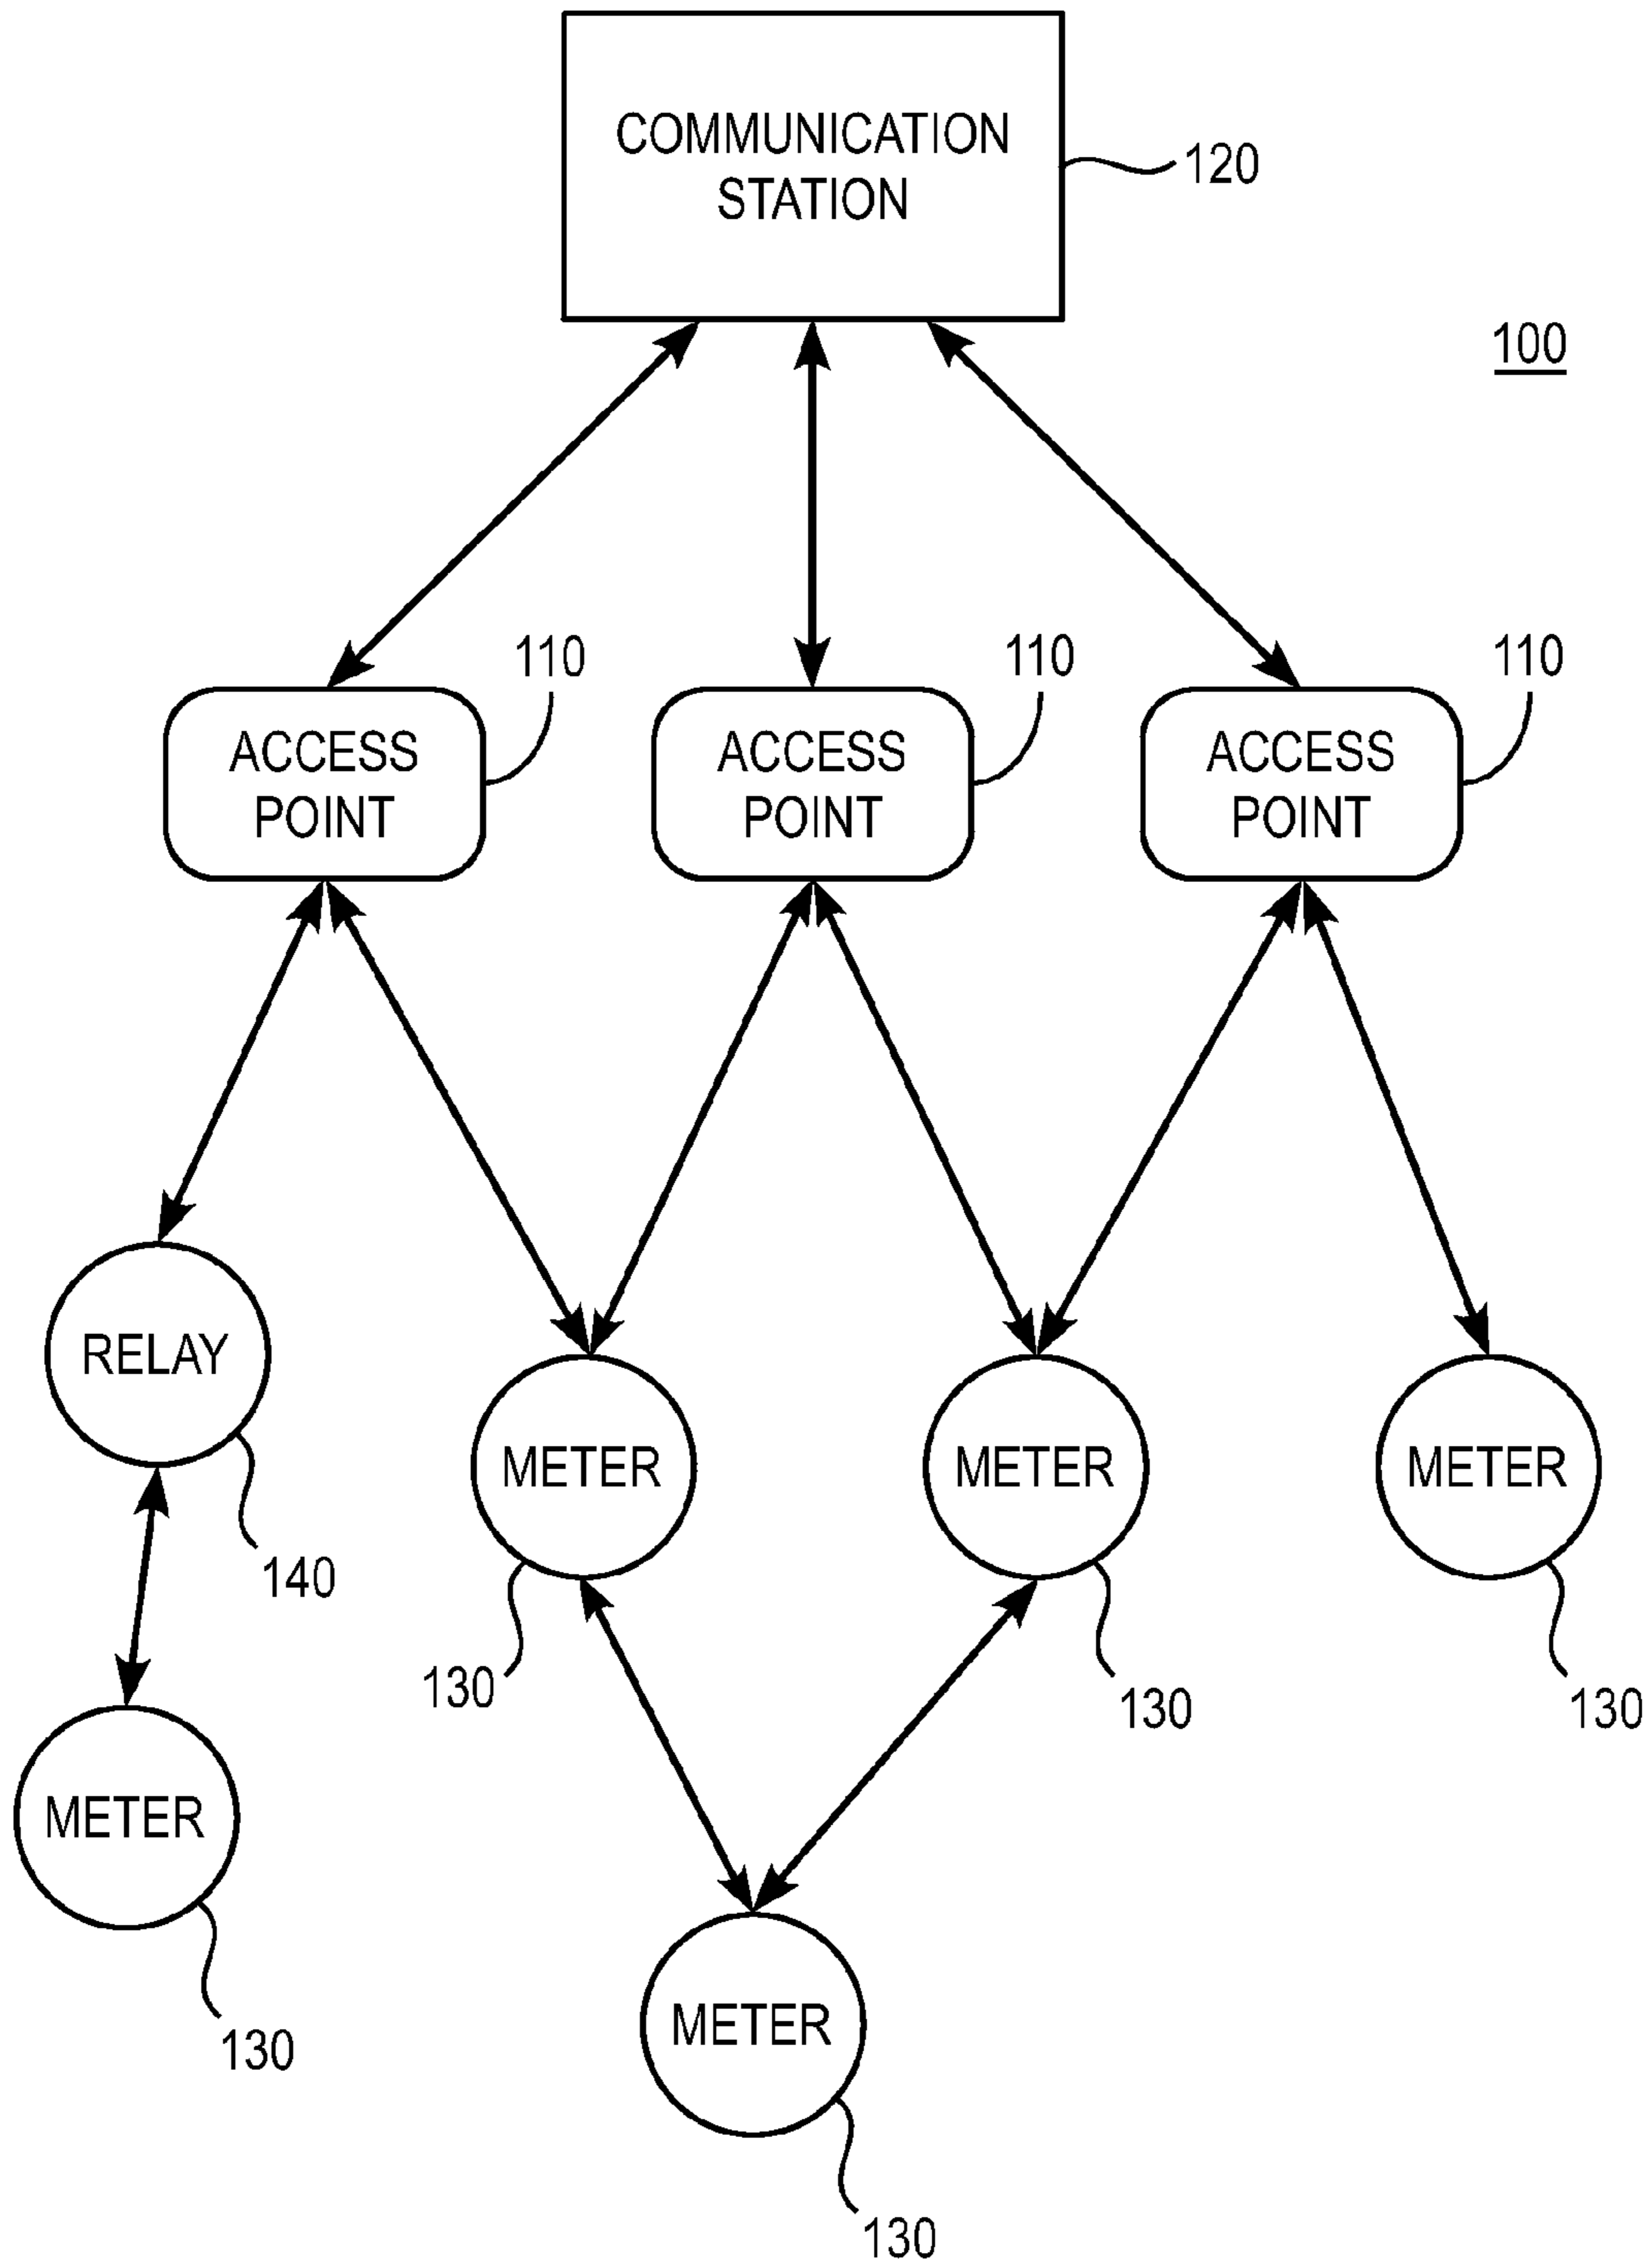 COMMUNICATION
STATION
120
100
110
110
110
ACCESS
POINT
ACCESS
POINT
ACCESS
POINT
RELAY
METER
METER
METER
140
130
130
130
METER
130
METER
130